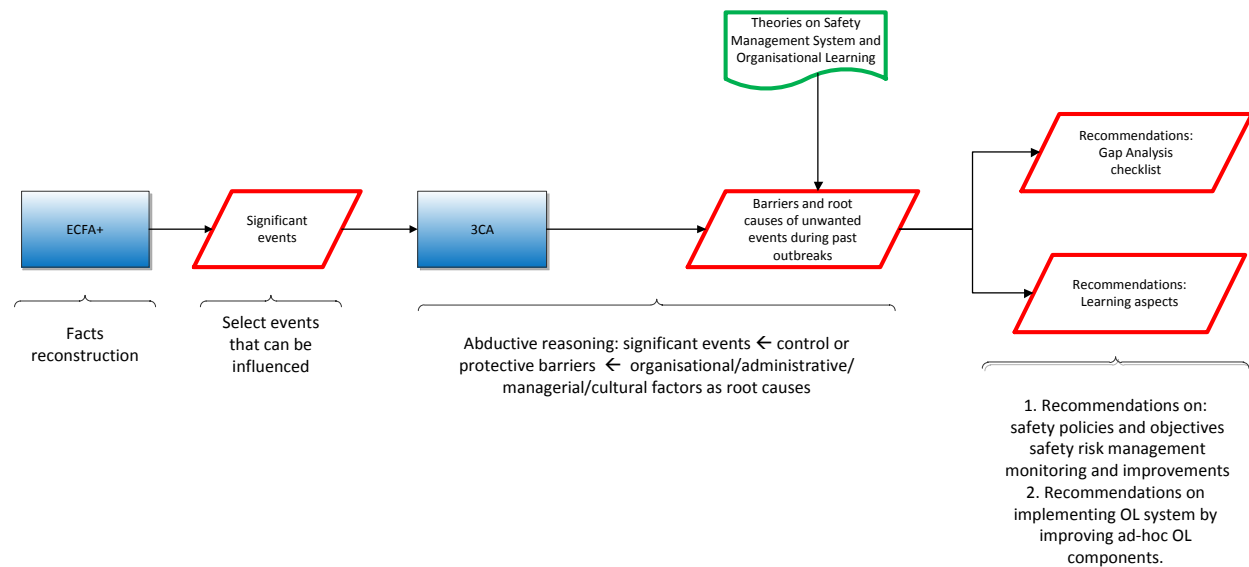 Theories on Safety
Management System and
Organisational Learning
Recommendations:
Gap Analysis
checklist
ECFA+
Significant
events
3CA
Barriers and root
causes of unwanted
events during past
outbreaks
Recommendations:
Learning aspects
Facts
reconstruction
Select events
that can be
influenced
Abductive reasoning: significant events ← control or
protective barriers ← organisational/administrative/
managerial/cultural factors as root causes
1. Recommendations on:
safety policies and objectives
safety risk management
monitoring and improvements
2. Recommendations on
implementing OL system by
improving ad-hoc OL
components.